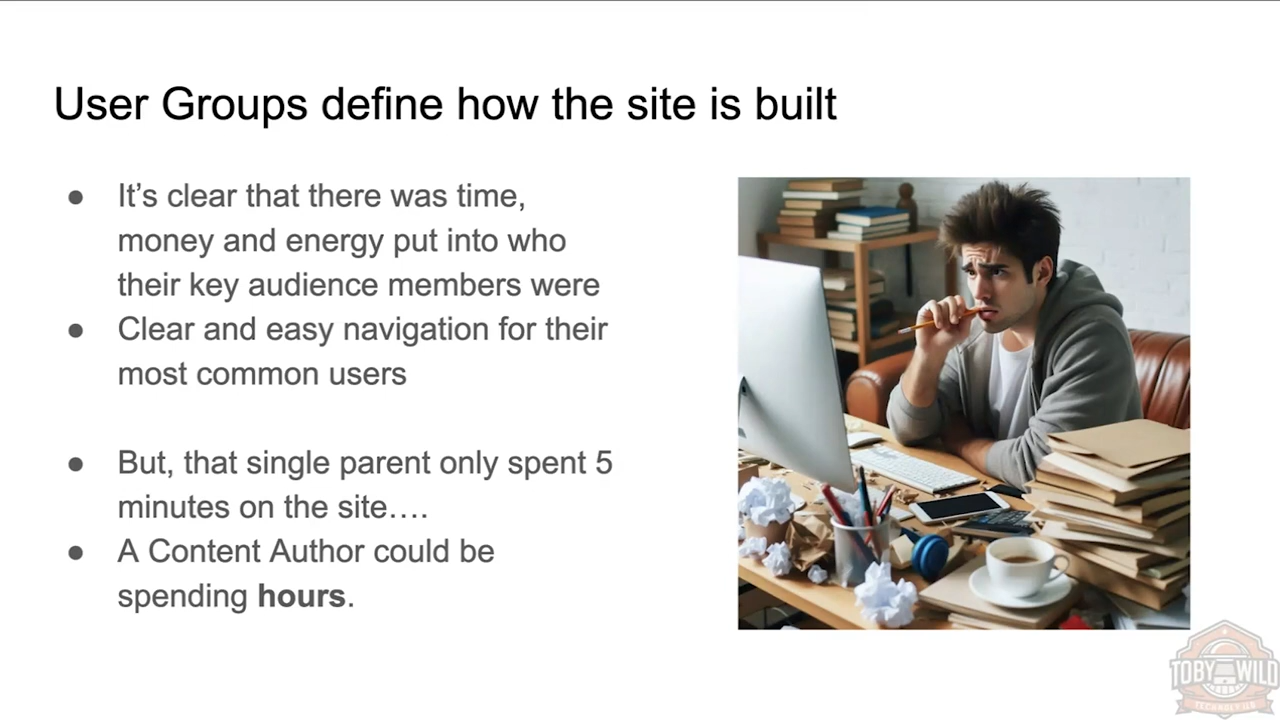 User Groups define how the site is built
● It’s clear that there was time,
money and energy put into who
their key audience members were
● Clear and easy navigation for their
most common users
● But, that single parent only spent 5
minutes on the site….
● A Content Author could be
spending hours.
TOBY WILD